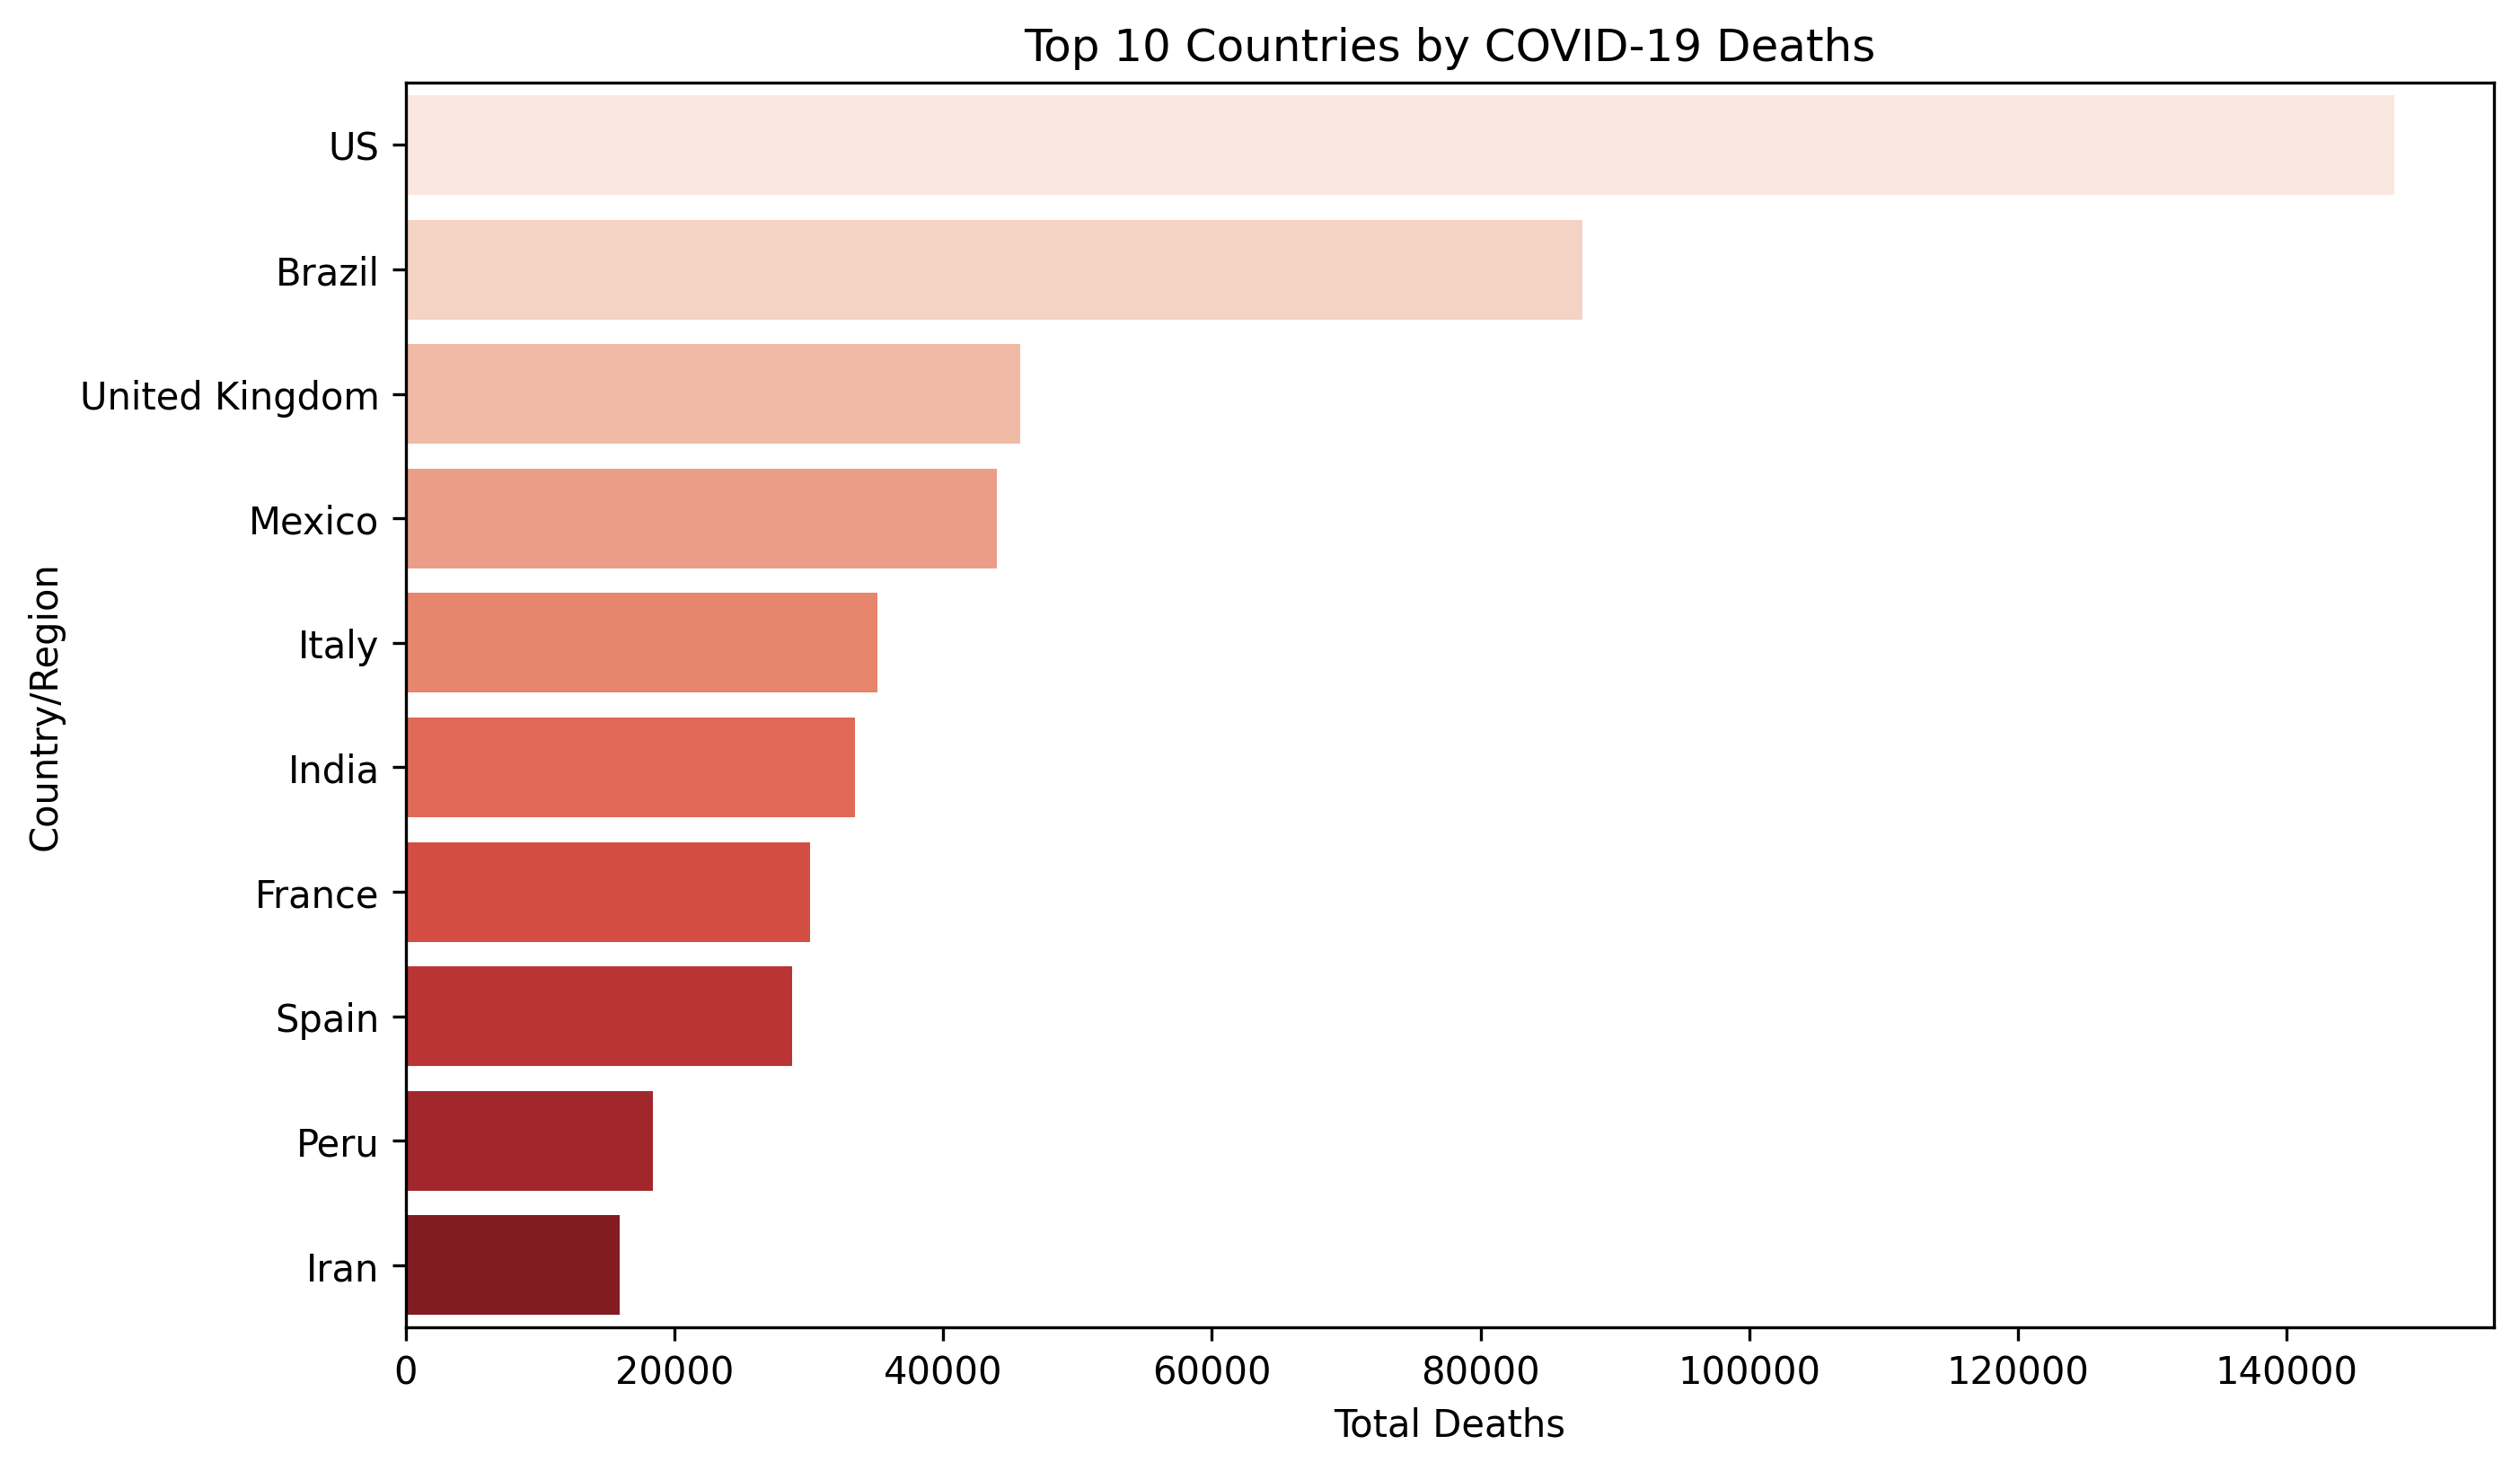 Top 10 Countries by COVID-19 Deaths
US
Brazil
United Kingdom
Mexico
Italy
India
France
Spain
Peru
Iran
Country/Region
0 20000 40000 60000 80000 100000 120000 140000
Total Deaths